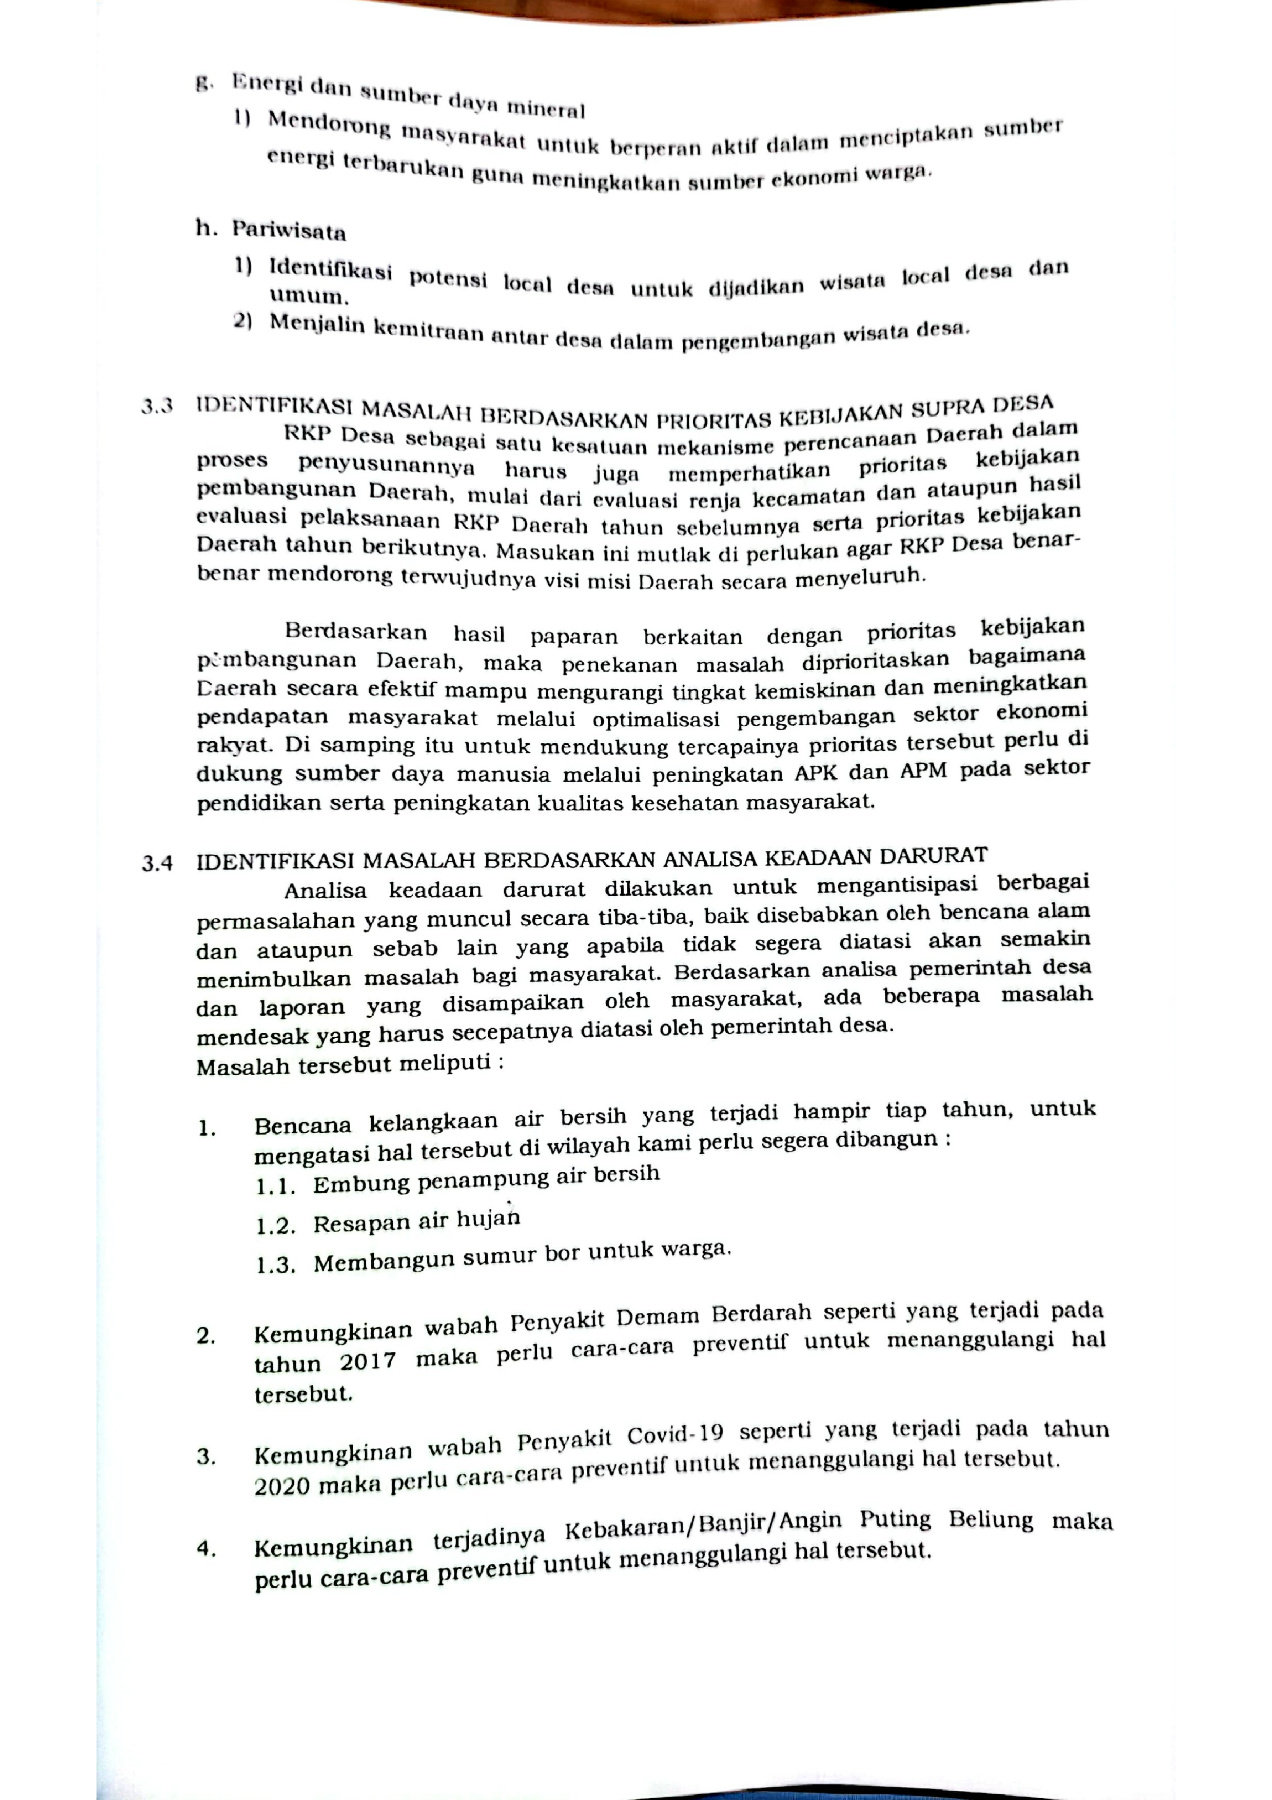 g. Energi dan sumber daya mineral
1) Mendorong masyarakat untuk berperan aktif dalam menciptakan sumber
energi terbarukan guna meningkatkan sumber ekonomi warga.
h. Pariwisata
1) Identifikasi potensi local desa untuk dijadikan wisata local desa dan
umum.
2) Menjalin kemitraan antar desa dalam pengembangan wisata desa.
3.3 IDENTIFIKASI MASALAH BERDASARKAN PRIORITAS KEBIJAKAN SUPRA DESA
RKP Desa sebagai satu kesatuan mekanisme perencanaan Daerah dalam
proses penyusunannya harus juga memperhatikan prioritas kebijakan
pembangunan Daerah, mulai dari evaluasi renja kecamatan dan ataupun hasil
evaluasi pelaksanaan RKP Daerah tahun sebelumnya serta prioritas kebijakan
Daerah tahun berikutnya. Masukan ini mutlak di perlukan agar RKP Desa benar-
benar mendorong terwujudnya visi misi Daerah secara menyeluruh.
Berdasarkan hasil paparan berkaitan dengan prioritas kebijakan
pembangunan Daerah, maka penekanan masalah diprioritaskan bagaimana
Daerah secara efektif mampu mengurangi tingkat kemiskinan dan meningkatkan
pendapatan masyarakat melalui optimalisasi pengembangan sektor ekonomi
rakyat. Di samping itu untuk mendukung tercapainya prioritas tersebut perlu di
dukung sumber daya manusia melalui peningkatan APK dan APM pada sektor
pendidikan serta peningkatan kualitas kesehatan masyarakat.
3.4 IDENTIFIKASI MASALAH BERDASARKAN ANALISA KEADAAN DARURAT
Analisa keadaan darurat dilakukan untuk mengantisipasi berbagai
permasalahan yang muncul secara tiba-tiba, baik disebabkan oleh bencana alam
dan ataupun sebab lain yang apabila tidak segera diatasi akan semakin
menimbulkan masalah bagi masyarakat. Berdasarkan analisa pemerintah desa
dan laporan yang disampaikan oleh masyarakat, ada beberapa masalah
mendesak yang harus secepatnya diatasi oleh pemerintah desa.
Masalah tersebut meliputi :
1. Bencana kelangkaan air bersih yang terjadi hampir tiap tahun, untuk
mengatasi hal tersebut di wilayah kami perlu segera dibangun :
1.1. Embung penampung air bersih
1.2. Resapan air hujan
1.3. Membangun sumur bor untuk warga.
2. Kemungkinan wabah Penyakit Demam Berdarah seperti yang terjadi pada
tahun 2017 maka perlu cara-cara preventif untuk menanggulangi hal
tersebut.
3. Kemungkinan wabah Penyakit Covid-19 seperti yang terjadi pada tahun
2020 maka perlu cara-cara preventif untuk menanggulangi hal tersebut.
4. Kemungkinan terjadinya Kebakaran/Banjir/Angin Puting Beliung maka
perlu cara-cara preventif untuk menanggulangi hal tersebut.